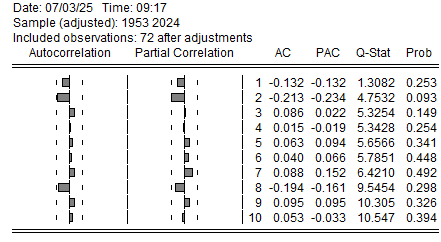 Date: 07/03/25 Time: 09:17
Sample (adjusted): 1953 2024
Included observations: 72 after adjustments
Autocorrelation Partial Correlation AC PAC Q-Stat Prob
1 -0.132 -0.132 1.3082 0.253
2 -0.213 -0.234 4.7532 0.093
3 0.086 0.022 5.3254 0.149
4 0.015 -0.019 5.3428 0.254
5 0.063 0.094 5.6566 0.341
6 0.040 0.066 5.7851 0.448
7 0.088 0.152 6.4210 0.492
8 -0.194 -0.161 9.5454 0.298
9 0.095 0.095 10.305 0.326
10 0.053 -0.033 10.547 0.394